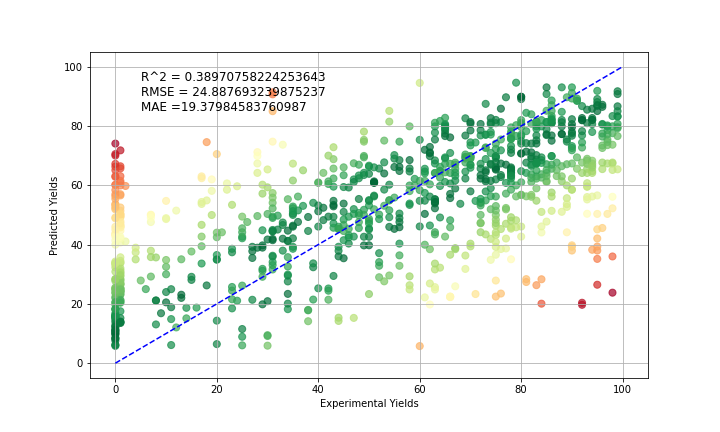 R^2 = 0.38970758224253643
RMSE = 24.887693239875237
MAE =19.37984583760987
100
80
60
40
20
0
Predicted Yields
0 20 40 60 80 100
Experimental Yields